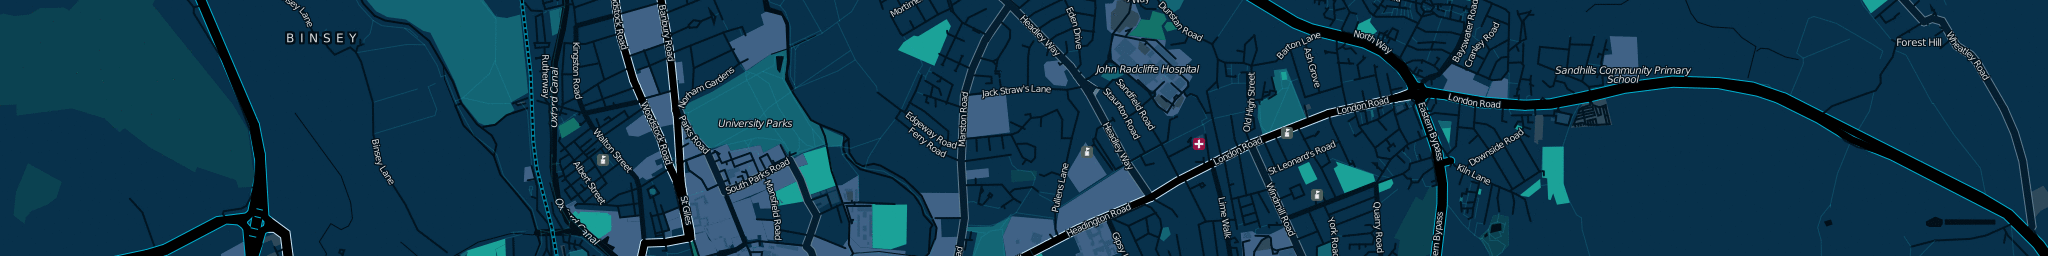 BINSEY
Binsey Lane
Rutherway
Oxford Canal
Kingston Road
Walton Street
Albert Street
Woodstock Road
Banbury Road
Norham Gardens
Parks Road
St Giles
University Parks
South Parks Road
Mansfield Road
Edgeway Road
Ferry Road
Marston Road
Jack Straw's Lane
Headley Way
Eden Drive
Dunstan Road
John Radcliffe Hospital
Sandfield Road
Staunton Road
Headley Way
Pullens Lane
Headington Road
London Road
Old High Street
Barton Lane
Ash Grove
North Way
London Road
London Road
St Leonard's Road
Lime Walk
Windmill Road
Quarry Road
Eastern Bypass
Kiln Lane
Downside Road
Bayswater Road
Cranley Road
Sandhills Community Primary
School
Forest Hill
Wheatley Road